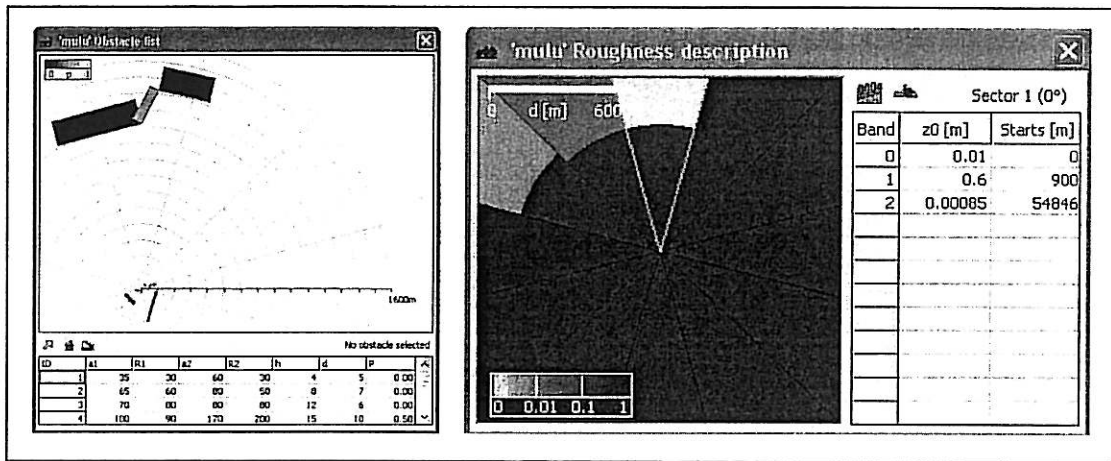 'mulu' Obstacle list
0 p 1
1600m
No obstacle selected
ID a1 R1 a2 R2 h d P
1 35 30 60 30 4 5 0.00
2 65 60 80 50 8 7 0.00
3 70 80 80 80 12 6 0.00
4 100 90 170 200 15 10 0.50
'mulu' Roughness description
0 d [m] 600
0 0.01 0.1 1
Sector 1 (0°)
Band z0 [m] Starts [m]
0 0.01 0
1 0.6 900
2 0.00085 54846